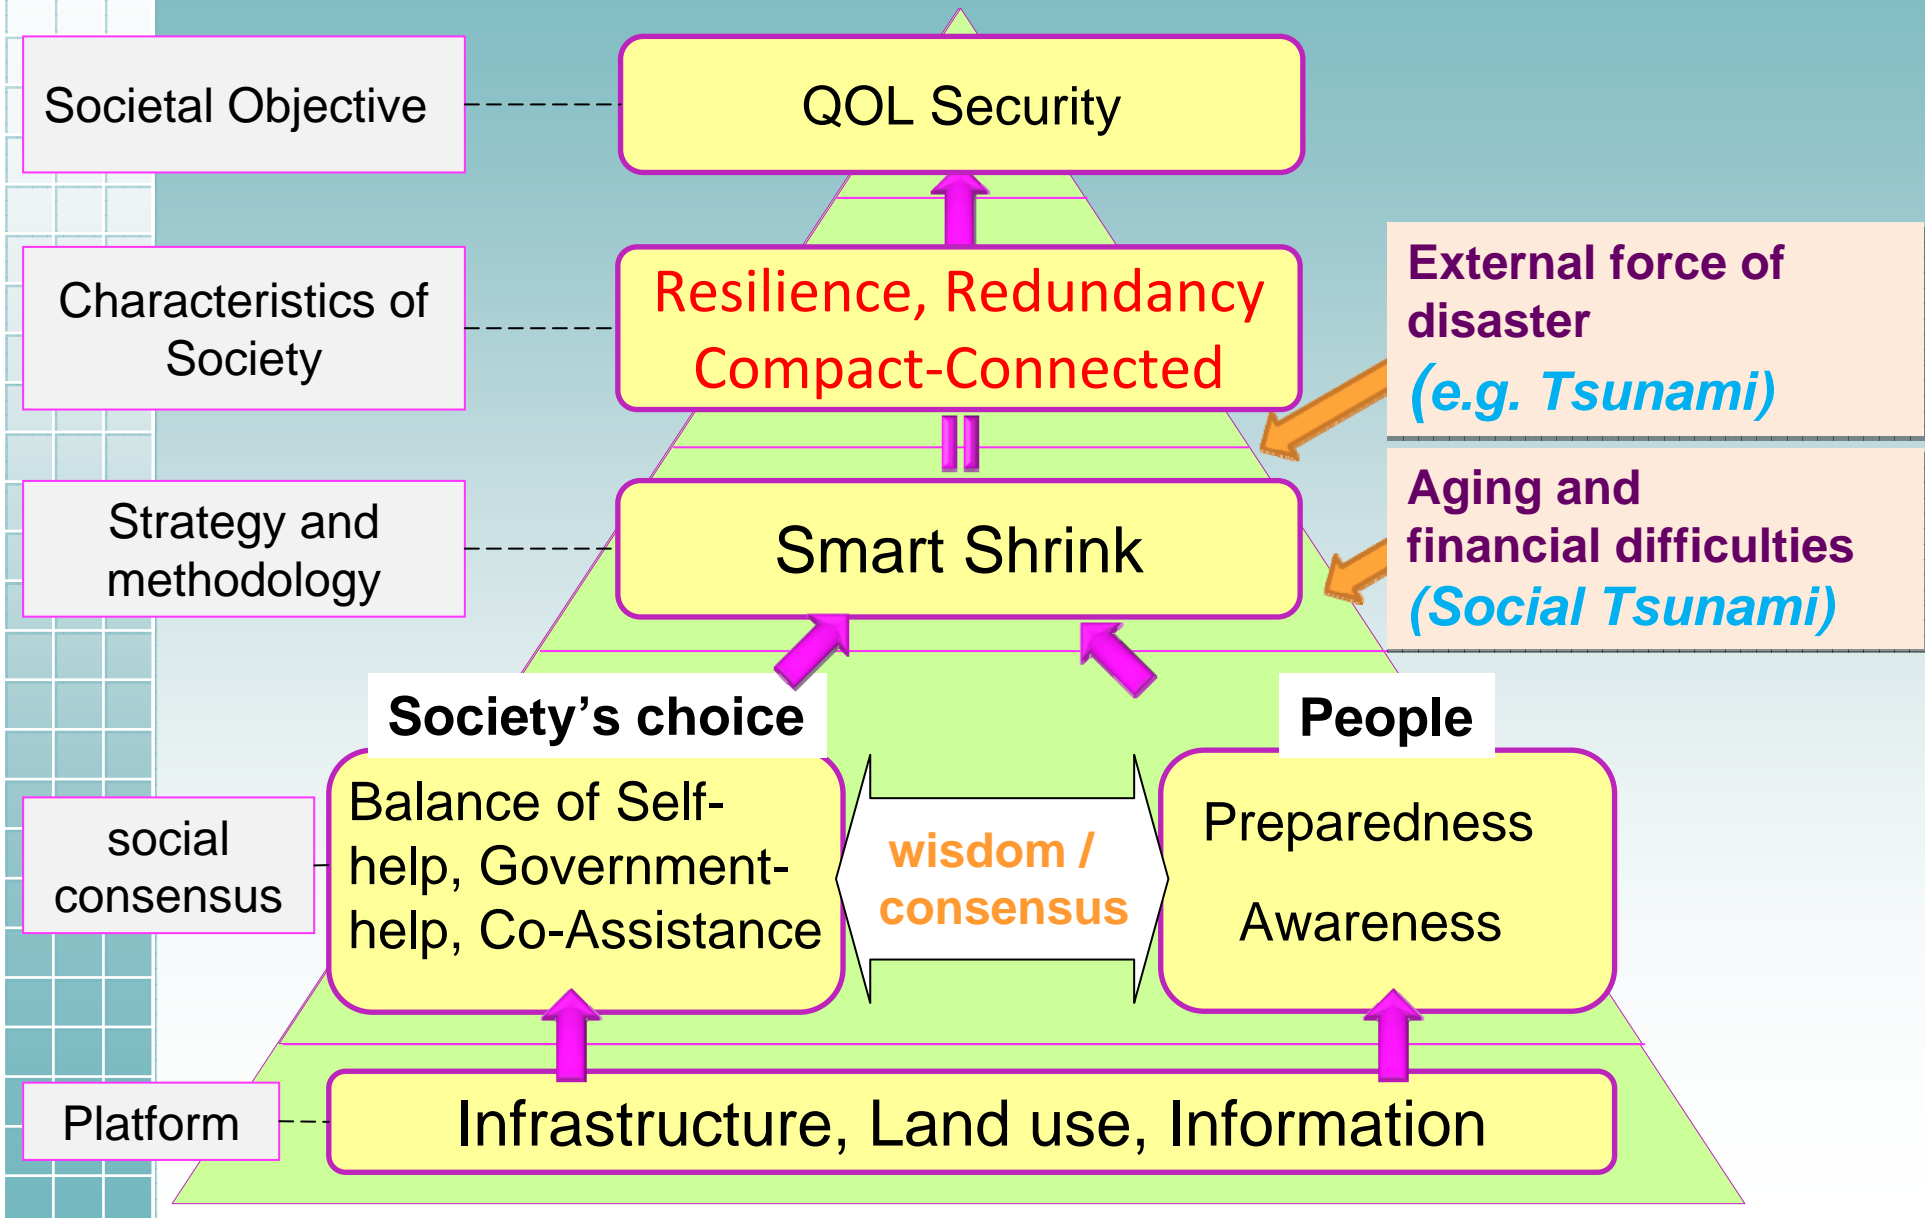 Societal Objective
QOL Security
Characteristics of
Society
Resilience, Redundancy
Compact-Connected
External force of
disaster
(e.g. Tsunami)
Strategy and
methodology
Smart Shrink
Aging and
financial difficulties
(Social Tsunami)
Society’s choice
People
social
consensus
Balance of Self-
help, Government-
help, Co-Assistance
wisdom /
consensus
Preparedness
Awareness
Platform
Infrastructure, Land use, Information